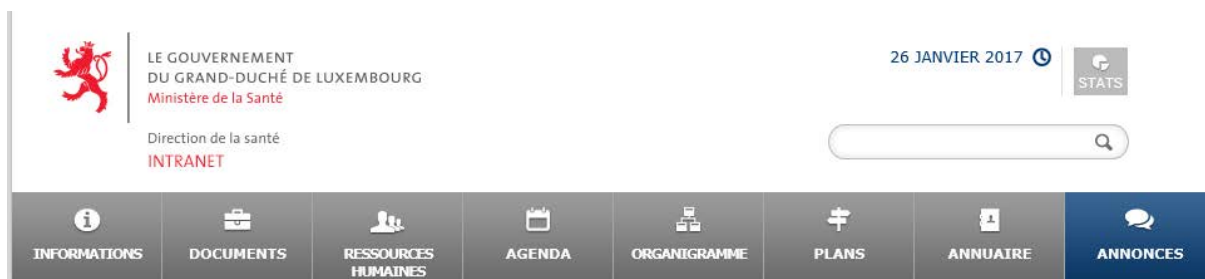 LE GOUVERNEMENT
DU GRAND-DUCHÉ DE LUXEMBOURG
Ministère de la Santé
Direction de la santé
INTRANET
26 JANVIER 2017
STATS
INFORMATIONS
DOCUMENTS
RESSOURCES
HUMAINES
AGENDA
ORGANIGRAMME
PLANS
ANNUAIRE
ANNONCES